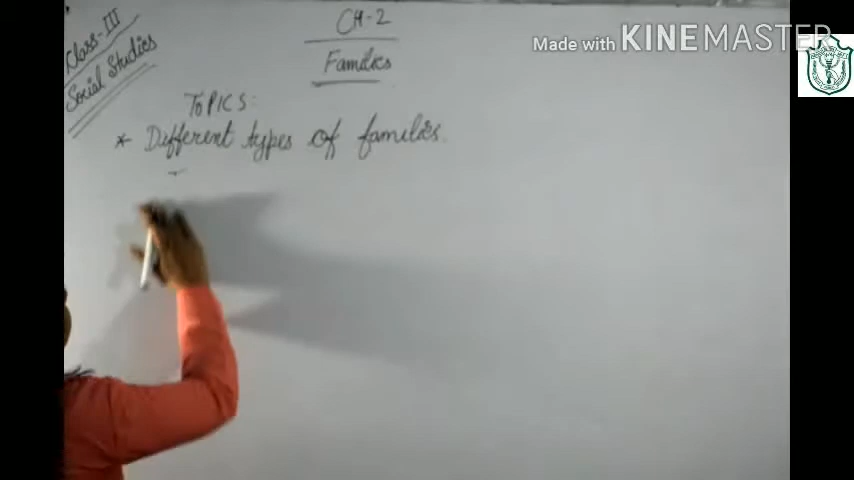 Class-III
Social Studies
CH-2
Families
TOPICS:
* Different types of families.
Made with KINEMASTER